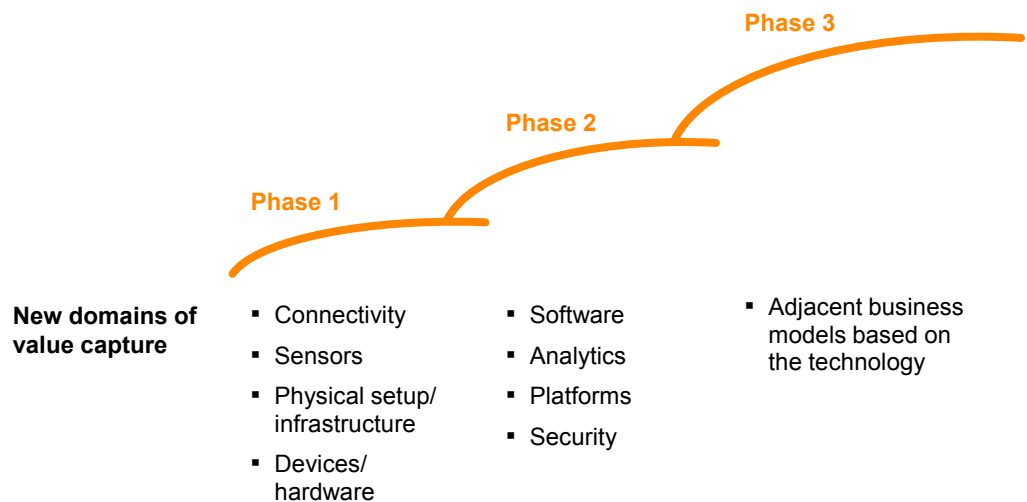 Phase 3
Phase 2
Phase 1
New domains of
value capture
▪ Connectivity
▪ Sensors
▪ Physical setup/
infrastructure
▪ Devices/
hardware
▪ Software
▪ Analytics
▪ Platforms
▪ Security
▪ Adjacent business
models based on
the technology